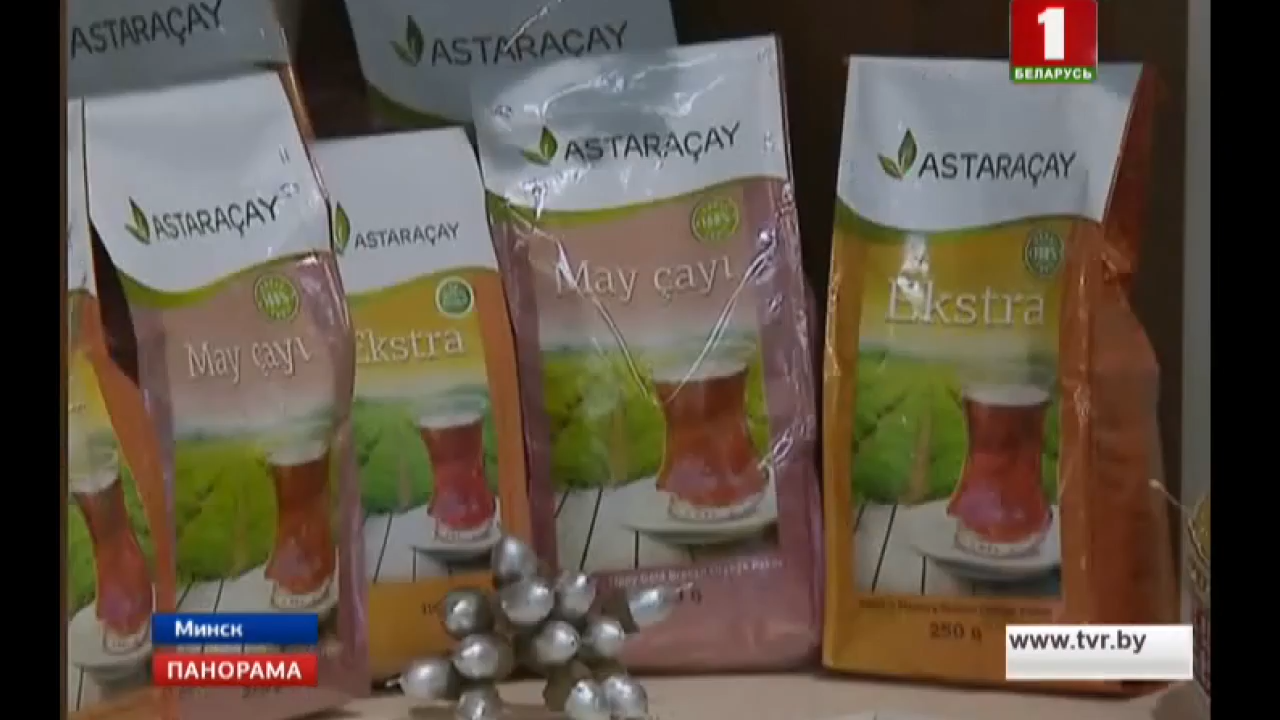 ASTARAÇAY
ASTARAÇAY
1
БЕЛАРУСЬ
ASTARAÇAY
May çayı
ASTARAÇAY
Ekstra
ASTARAÇAY
100%
May çayı
ASTARAÇAY
Ekstra
250 g
Минск
ПАНОРАМА
www.tvr.by